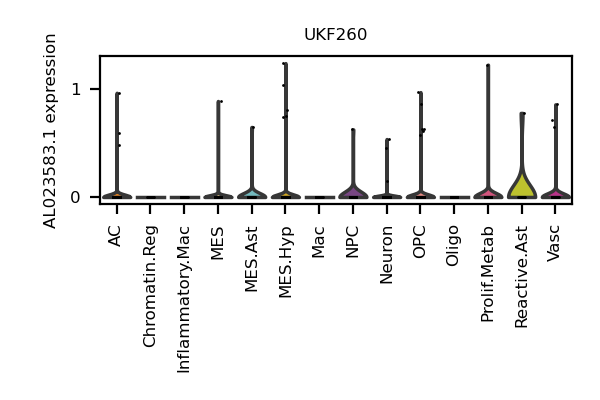 UKF260
AL023583.1 expression
1
0
AC
Chromatin.Reg
Inflammatory.Mac
MES
MES.Ast
MES.Hyp
Mac
NPC
Neuron
OPC
Oligo
Prolif.Metab
Reactive.Ast
Vasc